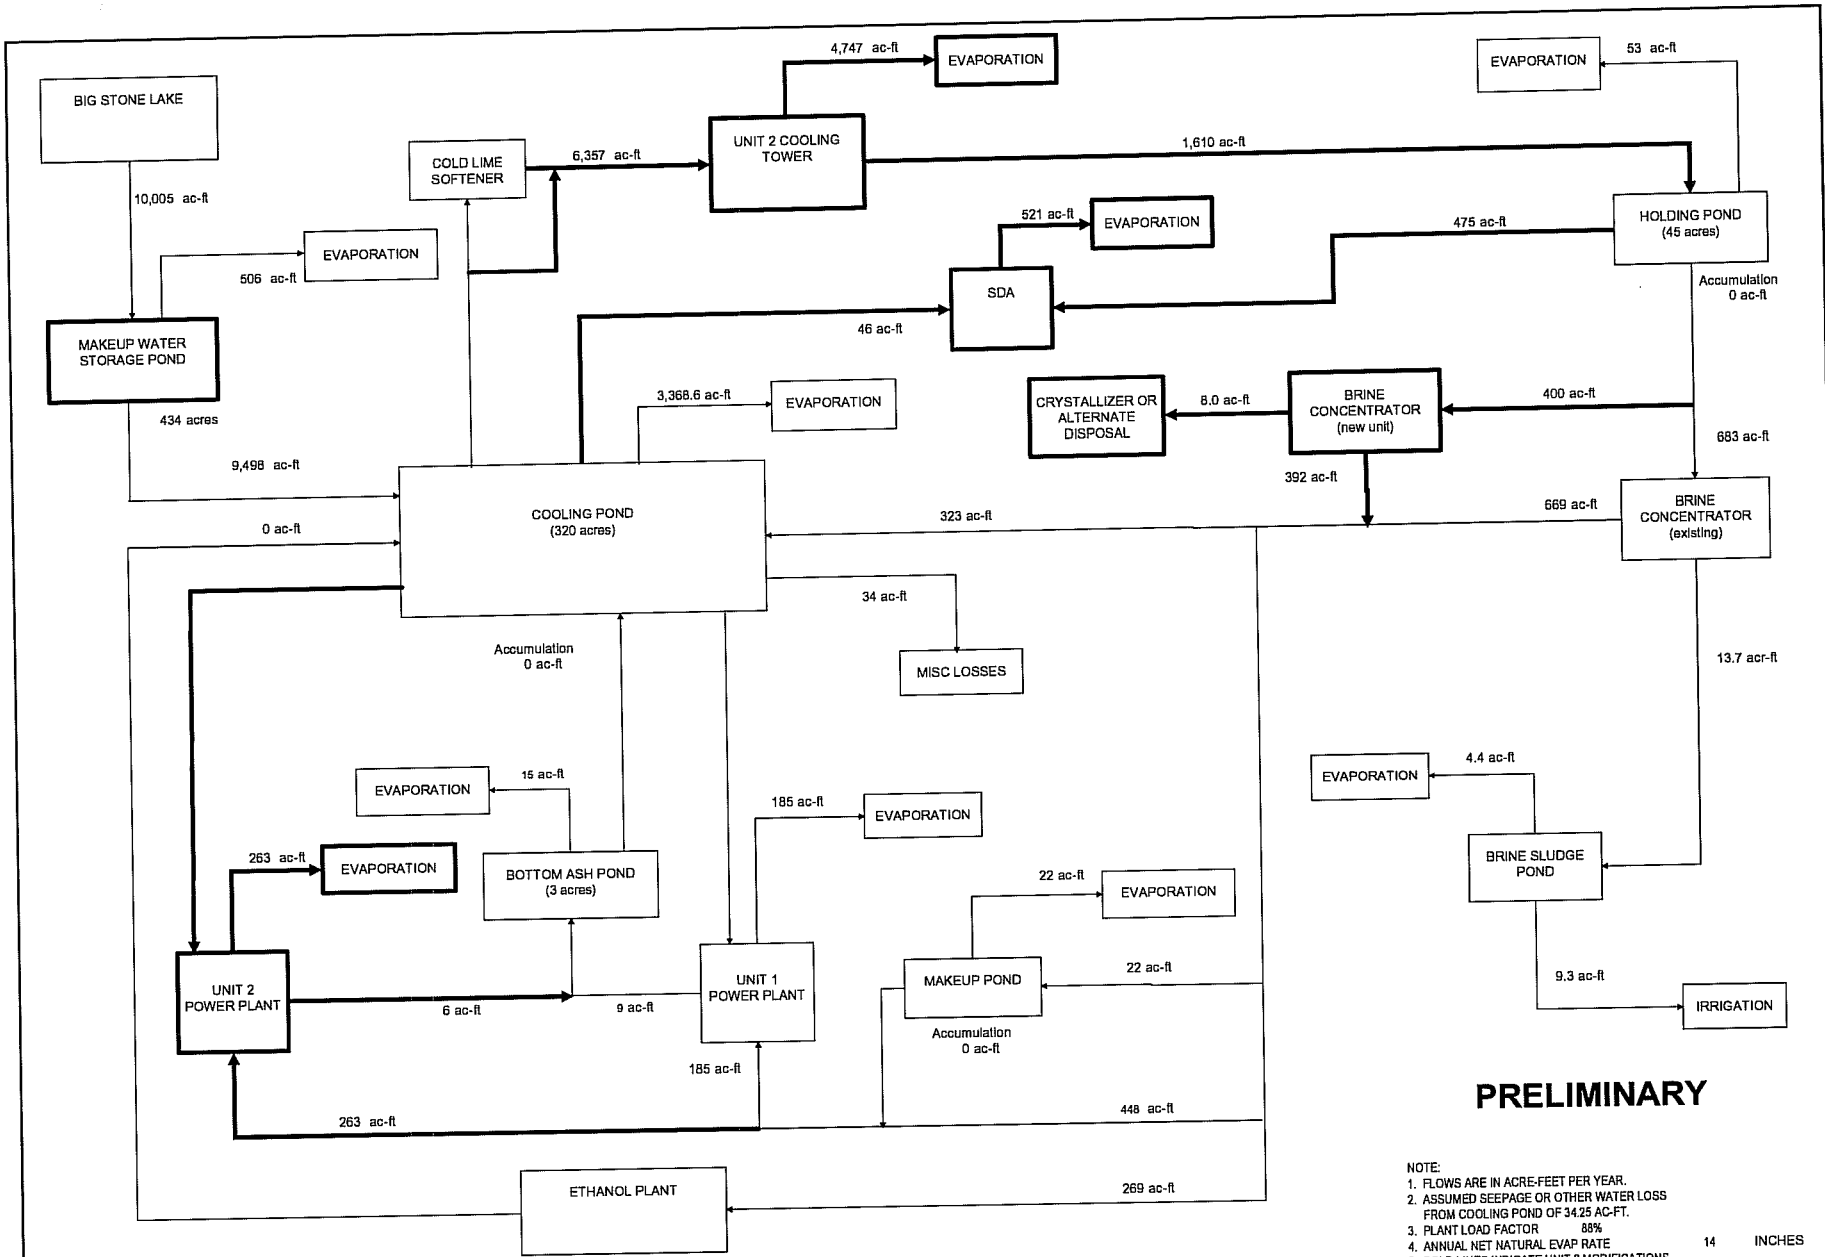 4,747 ac-ft
EVAPORATION
53 ac-ft
EVAPORATION
BIG STONE LAKE
UNIT 2 COOLING
TOWER
COLD LIME
SOFTENER
6,357 ac-ft
1,610 ac-ft
10,005 ac-ft
521 ac-ft
EVAPORATION
475 ac-ft
HOLDING POND
(45 acres)
EVAPORATION
506 ac-ft
SDA
Accumulation
0 ac-ft
46 ac-ft
MAKEUP WATER
STORAGE POND
434 acres
3,368.6 ac-ft
EVAPORATION
CRYSTALLIZER OR
ALTERNATE
DISPOSAL
8.0 ac-ft
BRINE
CONCENTRATOR
(new unit)
400 ac-ft
683 ac-ft
9,498 ac-ft
392 ac-ft
COOLING POND
(320 acres)
0 ac-ft
323 ac-ft
669 ac-ft
BRINE
CONCENTRATOR
(existing)
34 ac-ft
Accumulation
0 ac-ft
MISC LOSSES
13.7 acr-ft
EVAPORATION
15 ac-ft
185 ac-ft
EVAPORATION
EVAPORATION
4.4 ac-ft
263 ac-ft
EVAPORATION
BOTTOM ASH POND
(3 acres)
22 ac-ft
EVAPORATION
BRINE SLUDGE
POND
UNIT 2
POWER PLANT
6 ac-ft
9 ac-ft
UNIT 1
POWER PLANT
MAKEUP POND
22 ac-ft
9.3 ac-ft
IRRIGATION
Accumulation
0 ac-ft
185 ac-ft
263 ac-ft
448 ac-ft
PRELIMINARY
ETHANOL PLANT
269 ac-ft
NOTE:
1. FLOWS ARE IN ACRE-FEET PER YEAR.
2. ASSUMED SEEPAGE OR OTHER WATER LOSS
FROM COOLING POND OF 34.25 AC-FT.
3. PLANT LOAD FACTOR 88%
4. ANNUAL NET NATURAL EVAP RATE 14 INCHES